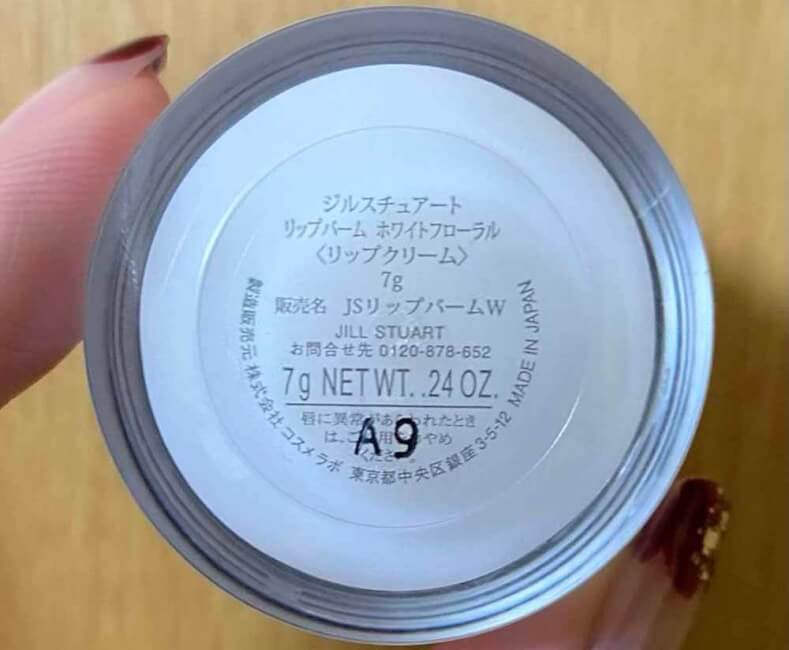 ジルスチュアート
リップバーム ホワイトフローラル
〈リップクリーム〉
7g
販売名 JSリップバームW
JILL STUART
お問合せ先 0120-878-652
7g NET WT. .24 OZ.
唇に異常があらわれたとき
は、ご使用をおやめ
ください。
A9
製造販売元 株式会社 コスメラボ 東京都中央区銀座 3-5-12 MADE IN JAPAN